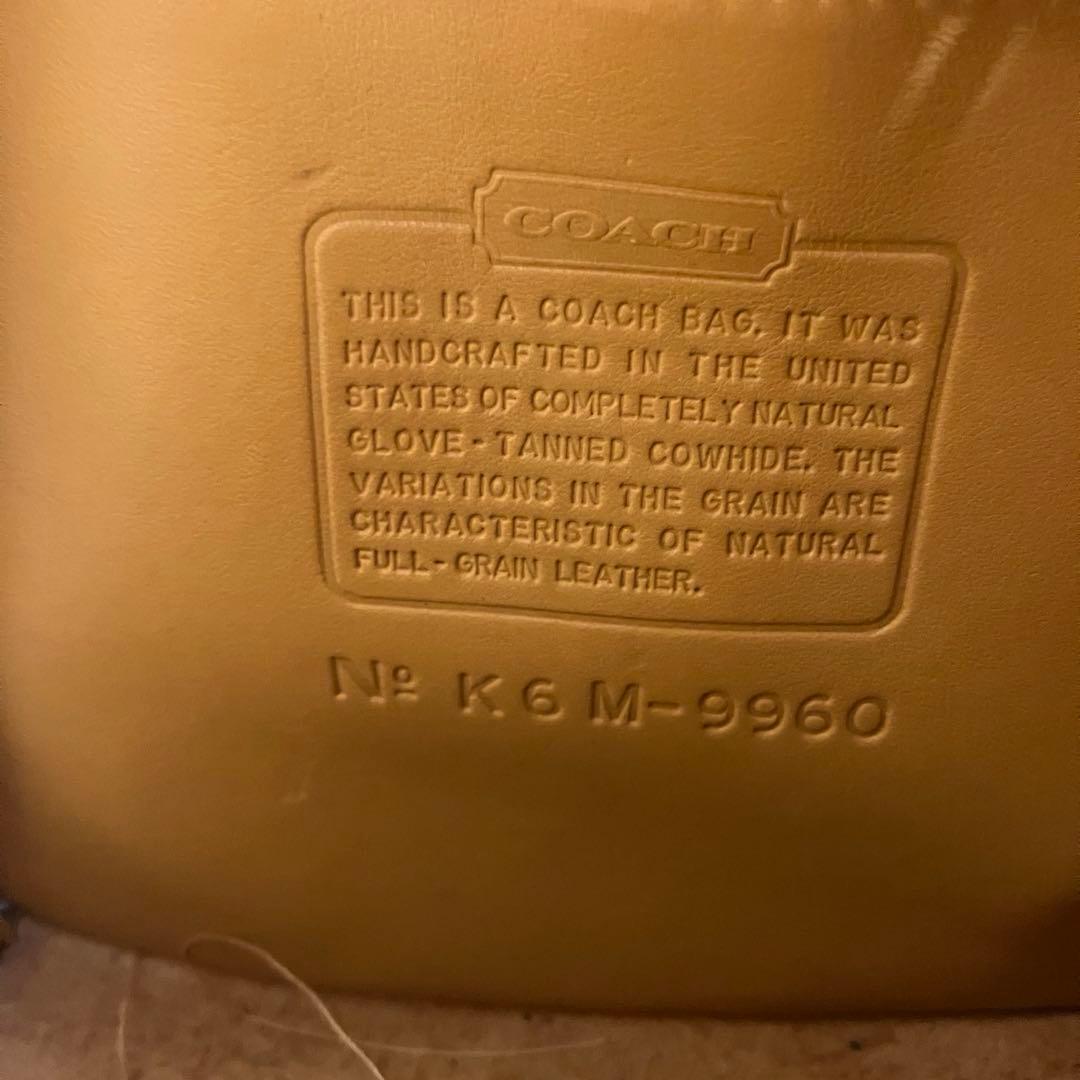 COACH
THIS IS A COACH BAG. IT WAS
HANDCRAFTED IN THE UNITED
STATES OF COMPLETELY NATURAL
GLOVE-TANNED COWHIDE. THE
VARIATIONS IN THE GRAIN ARE
CHARACTERISTIC OF NATURAL
FULL-GRAIN LEATHER.
Nº K6M-9960